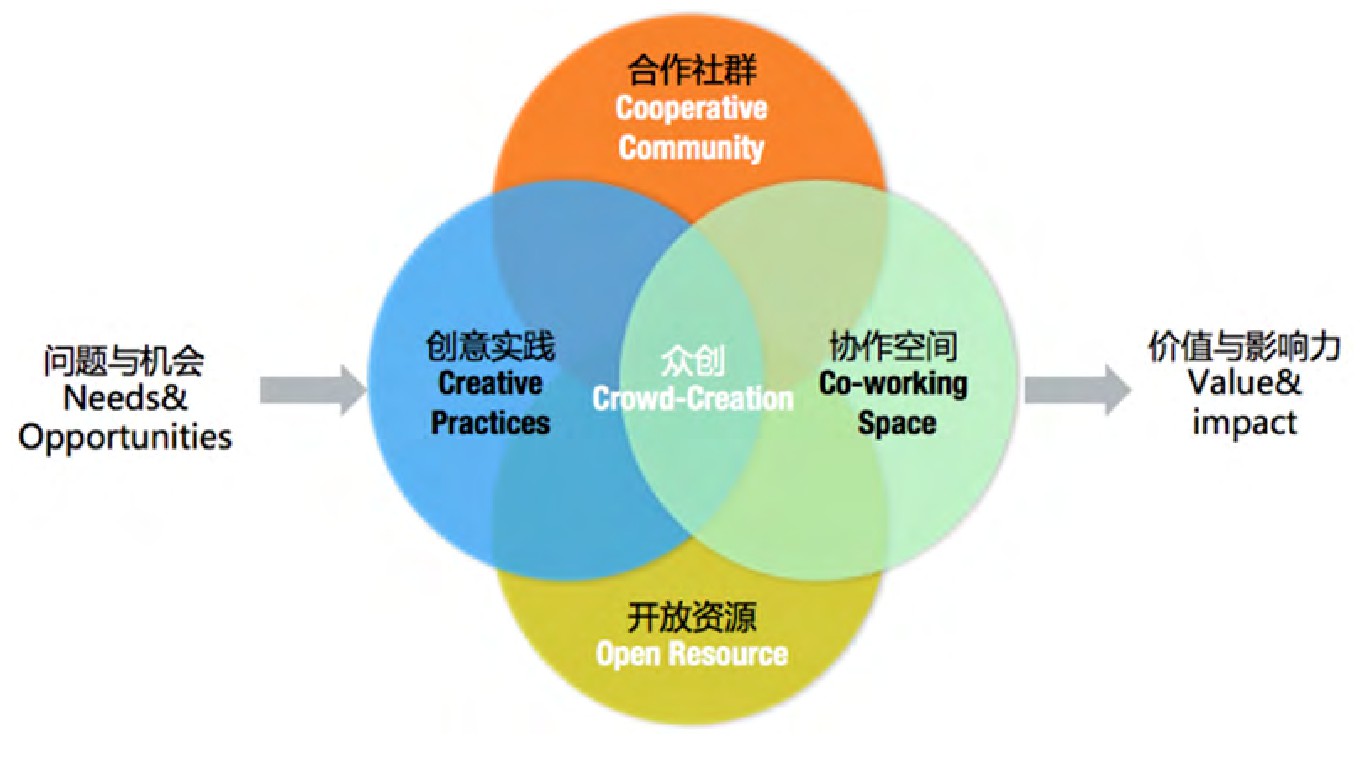 合作社群
Cooperative
Community
问题与机会
Needs&
Opportunities
创意实践
Creative
Practices
众创
Crowd-Creation
协作空间
Co-working
Space
价值与影响力
Value&
impact
开放资源
Open Resource